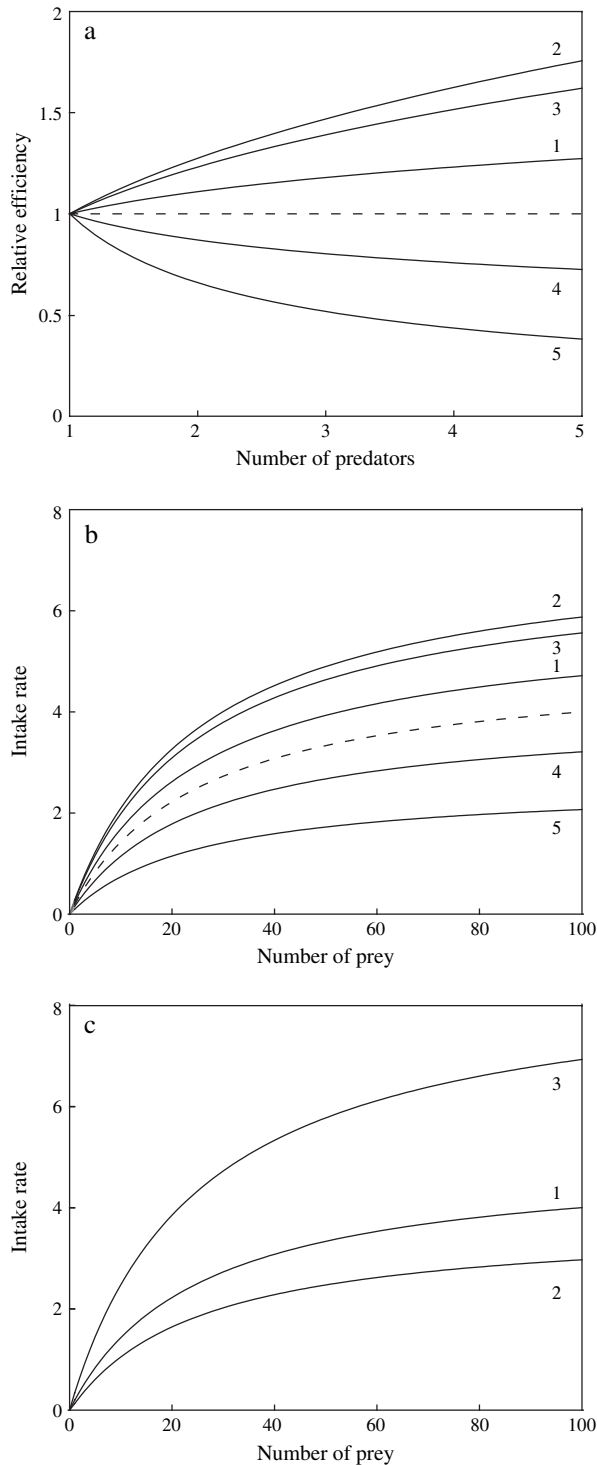 a
2
1.5
1
0.5
0
Relative efficiency
2
3
1
4
5
1 2 3 4 5
Number of predators
b
8
6
4
2
0
Intake rate
2
3
1
4
5
0 20 40 60 80 100
Number of prey
c
8
6
4
2
0
Intake rate
3
1
2
0 20 40 60 80 100
Number of prey